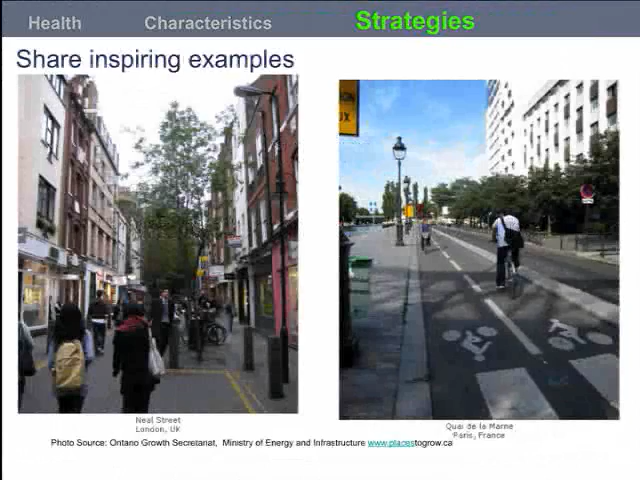 Health Characteristics Strategies
Share inspiring examples
Neal Street
London, UK
Quai de la Marne
Paris, France
Photo Source: Ontario Growth Secretariat, Ministry of Energy and Infrastructure www.placestogrow.ca